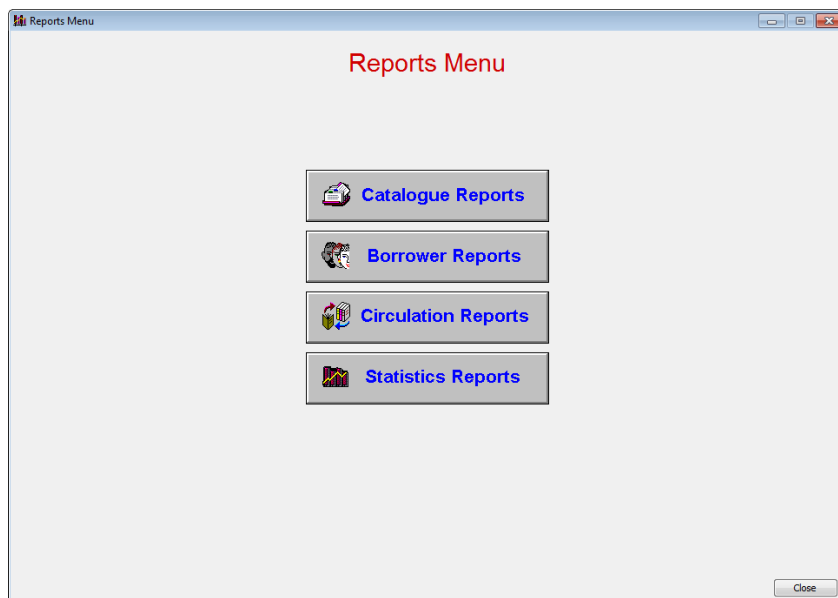 Reports Menu
Reports Menu
Catalogue Reports
Borrower Reports
Circulation Reports
Statistics Reports
Close